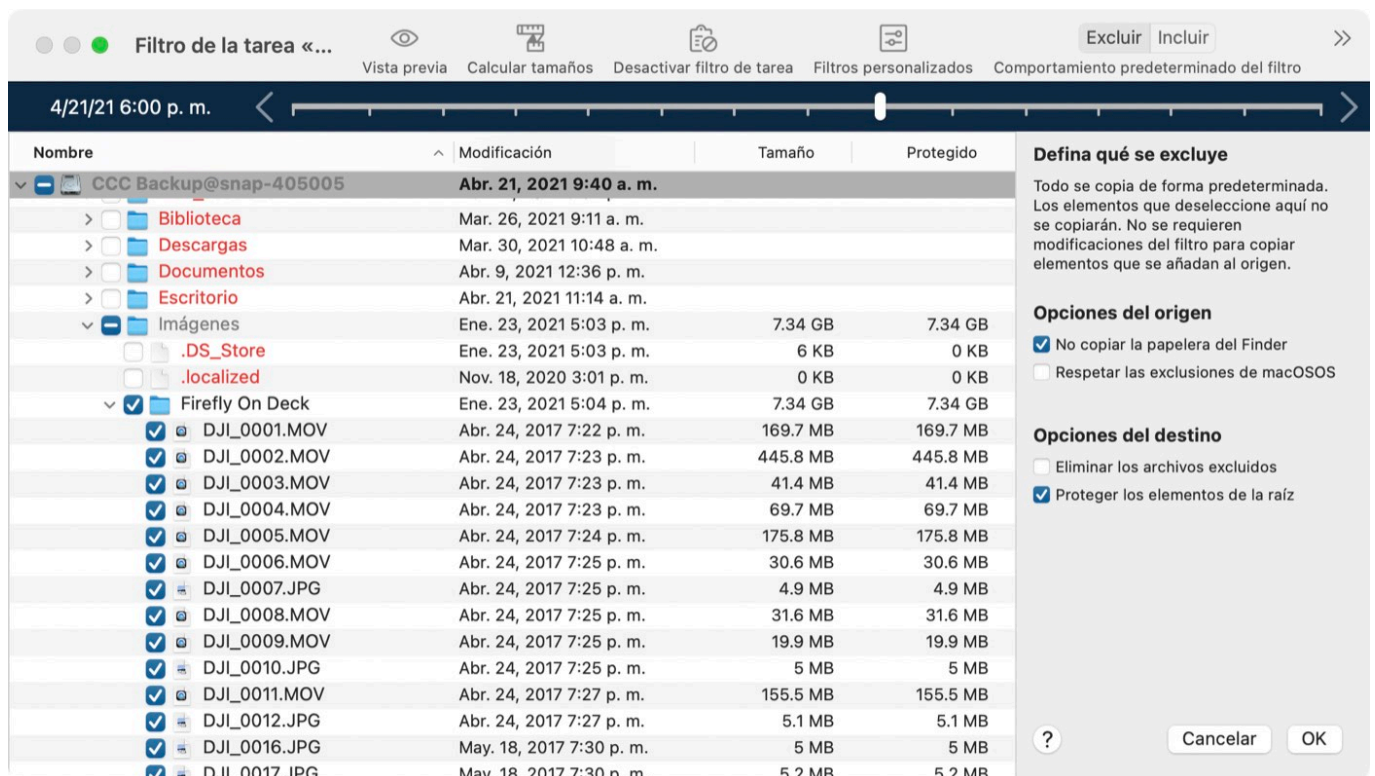 Filtro de la tarea «...
Vista previa
Calcular tamaños
Desactivar filtro de tarea
Filtros personalizados
Excluir Incluir
Comportamiento predeterminado del filtro
4/21/21 6:00 p. m.
Nombre Modificación Tamaño Protegido
CCC Backup@snap-405005 Abr. 21, 2021 9:40 a. m.
Biblioteca Mar. 26, 2021 9:11 a. m.
Descargas Mar. 30, 2021 10:48 a. m.
Documentos Abr. 9, 2021 12:36 p. m.
Escritorio Abr. 21, 2021 11:14 a. m.
Imágenes Ene. 23, 2021 5:03 p. m. 7.34 GB 7.34 GB
.DS_Store Ene. 23, 2021 5:03 p. m. 6 KB 0 KB
.localized Nov. 18, 2020 3:01 p. m. 0 KB 0 KB
Firefly On Deck Ene. 23, 2021 5:04 p. m. 7.34 GB 7.34 GB
DJI_0001.MOV Abr. 24, 2017 7:22 p. m. 169.7 MB 169.7 MB
DJI_0002.MOV Abr. 24, 2017 7:23 p. m. 445.8 MB 445.8 MB
DJI_0003.MOV Abr. 24, 2017 7:23 p. m. 41.4 MB 41.4 MB
DJI_0004.MOV Abr. 24, 2017 7:23 p. m. 69.7 MB 69.7 MB
DJI_0005.MOV Abr. 24, 2017 7:24 p. m. 175.8 MB 175.8 MB
DJI_0006.MOV Abr. 24, 2017 7:25 p. m. 30.6 MB 30.6 MB
DJI_0007.JPG Abr. 24, 2017 7:25 p. m. 4.9 MB 4.9 MB
DJI_0008.MOV Abr. 24, 2017 7:25 p. m. 31.6 MB 31.6 MB
DJI_0009.MOV Abr. 24, 2017 7:25 p. m. 19.9 MB 19.9 MB
DJI_0010.JPG Abr. 24, 2017 7:25 p. m. 5 MB 5 MB
DJI_0011.MOV Abr. 24, 2017 7:27 p. m. 155.5 MB 155.5 MB
DJI_0012.JPG Abr. 24, 2017 7:27 p. m. 5.1 MB 5.1 MB
DJI_0016.JPG May. 18, 2017 7:30 p. m. 5 MB 5 MB
DJI_0017.JPG May. 18, 2017 7:30 p. m. 5.2 MB 5.2 MB
Defina qué se excluye
Todo se copia de forma predeterminada.
Los elementos que deseleccione aquí no
se copiarán. No se requieren
modificaciones del filtro para copiar
elementos que se añadan al origen.
Opciones del origen
No copiar la papelera del Finder
Respetar las exclusiones de macOSOS
Opciones del destino
Eliminar los archivos excluidos
Proteger los elementos de la raíz
? Cancelar OK